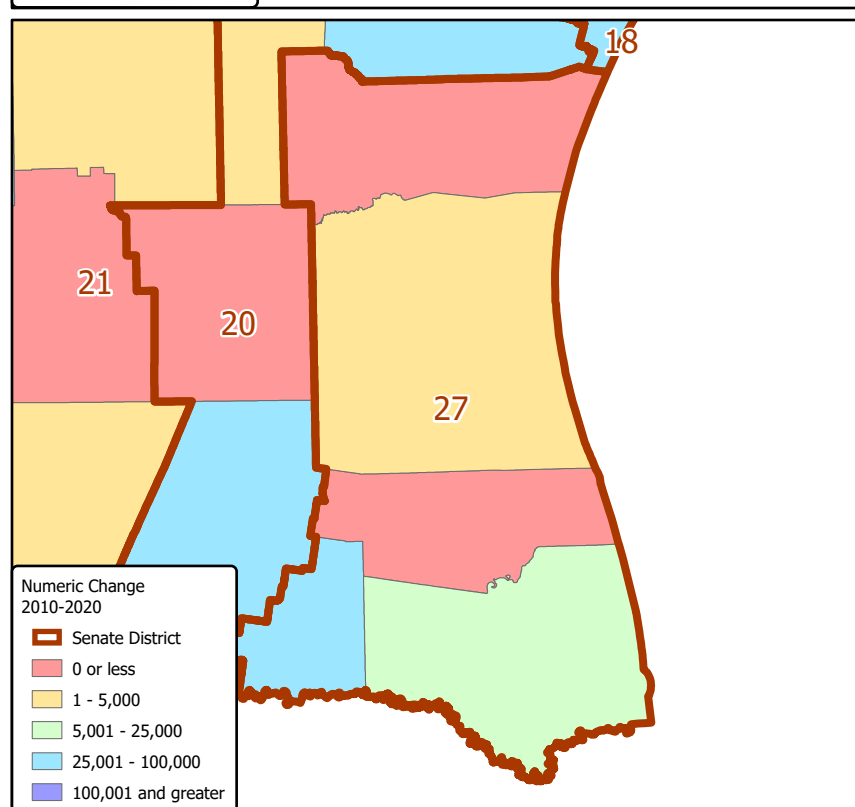 18
21
20
27
Numeric Change
2010-2020
Senate District
0 or less
1 - 5,000
5,001 - 25,000
25,001 - 100,000
100,001 and greater